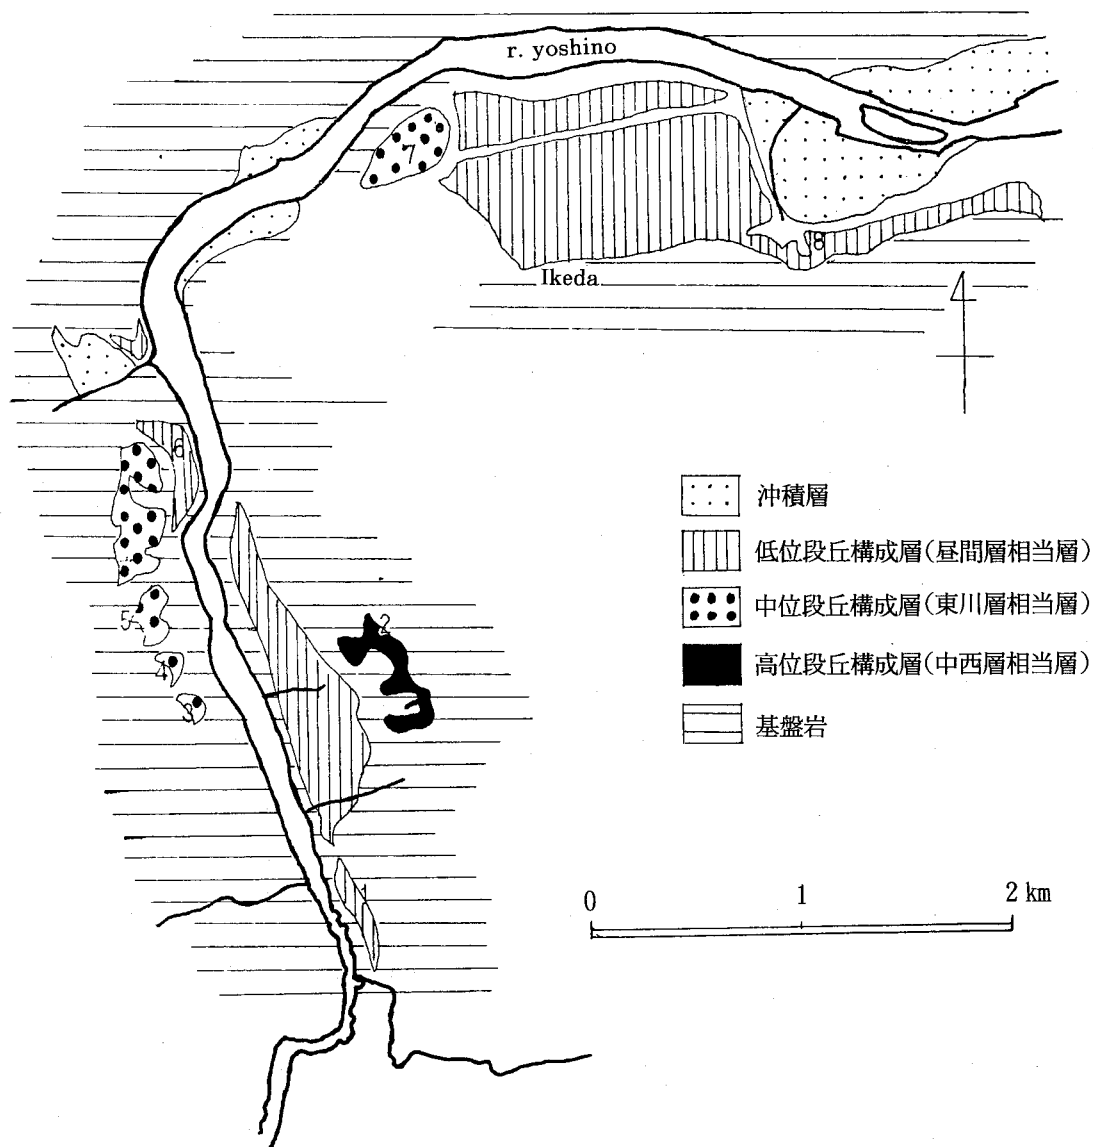 r. yoshino
7
8
Ikeda
6
沖積層
低位段丘構成層(昼間層相当層)
中位段丘構成層(東川層相当層)
高位段丘構成層(中西層相当層)
基盤岩
2
5
4
3
1
0 1 2 km